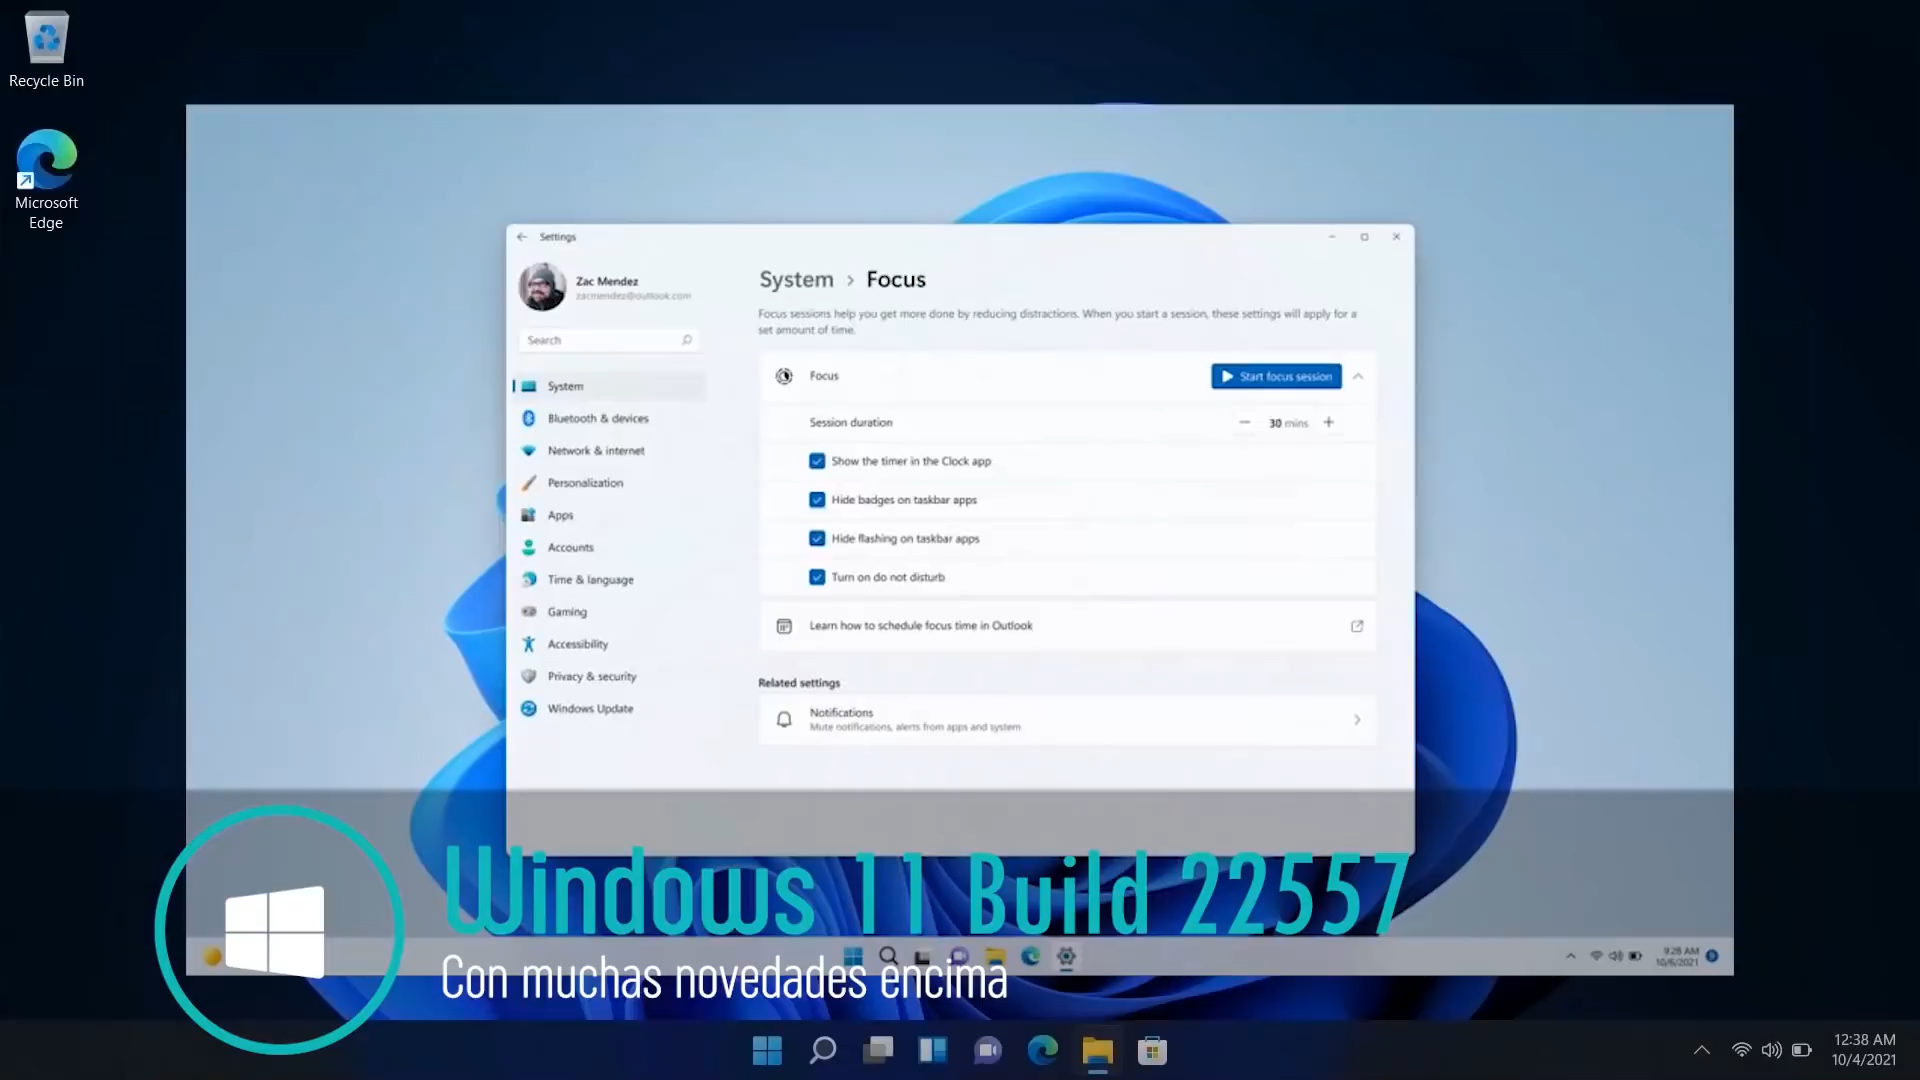 Recycle Bin
Microsoft
Edge
Settings
Zac Mendez
zacmendez@outlook.com
Search
System
Bluetooth & devices
Network & internet
Personalization
Apps
Accounts
Time & language
Gaming
Accessibility
Privacy & security
Windows Update
System > Focus
Focus sessions help you get more done by reducing distractions. When you start a session, these settings will apply for a
set amount of time.
Focus
Start focus session
Session duration
30 mins
Show the timer in the Clock app
Hide badges on taskbar apps
Hide flashing on taskbar apps
Turn on do not disturb
Learn how to schedule focus time in Outlook
Related settings
Notifications
Mute notifications, alerts from apps and system
Windows 11 Build 22557
Con muchas novedades encima
9:28 AM
10/6/2021
12:38 AM
10/4/2021